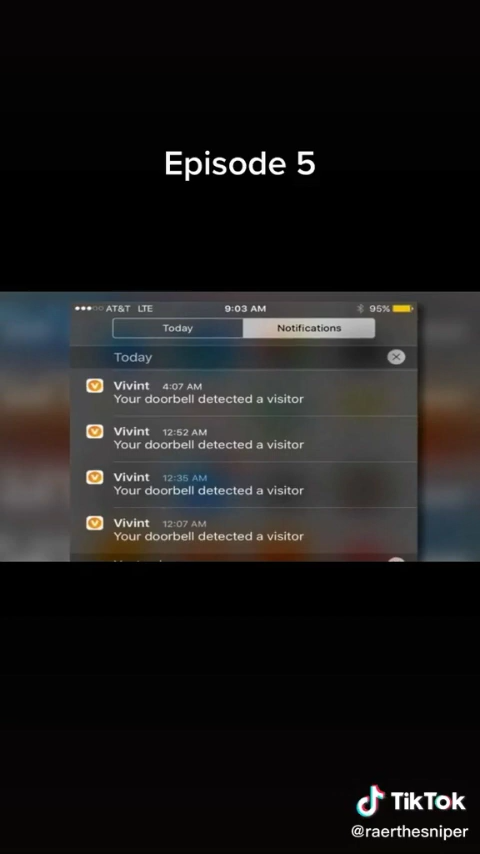 Episode 5
AT&T LTE 9:03 AM 96%
Today Notifications
Today
Vivint 4:07 AM
Your doorbell detected a visitor
Vivint 12:52 AM
Your doorbell detected a visitor
Vivint 12:35 AM
Your doorbell detected a visitor
Vivint 12:07 AM
Your doorbell detected a visitor
TikTok
@raerthesniper